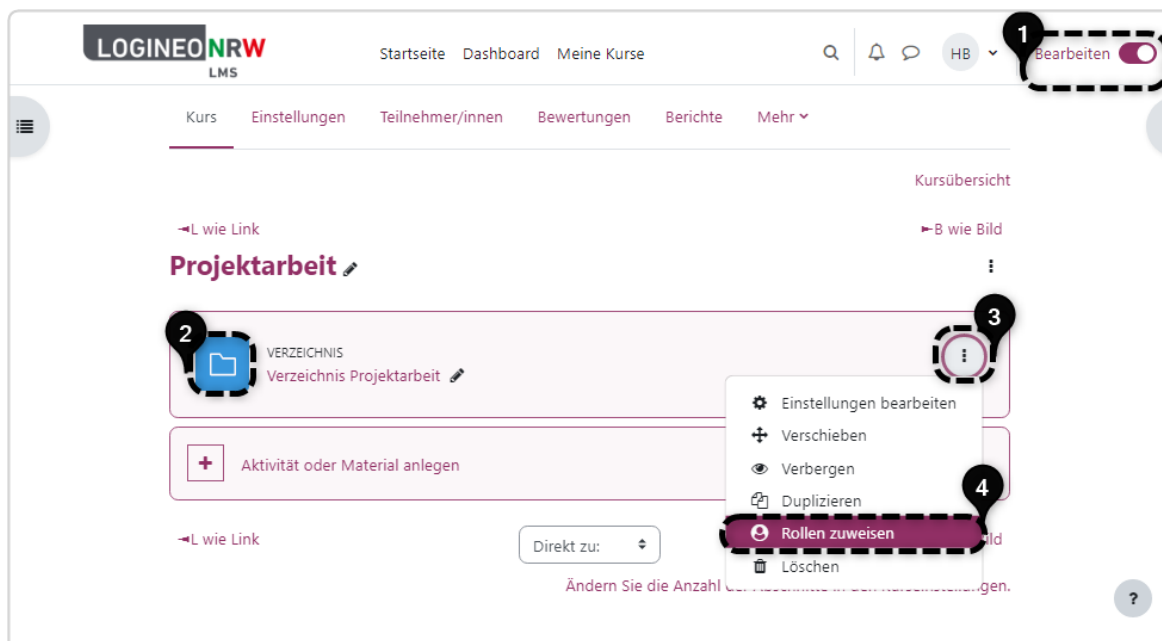 LOGINEO NRW
LMS
Startseite Dashboard Meine Kurse
HB
1
Bearbeiten
Kurs Einstellungen Teilnehmer/innen Bewertungen Berichte Mehr
Kursübersicht
◄L wie Link
►B wie Bild
Projektarbeit
2
3
VERZEICHNIS
Verzeichnis Projektarbeit
Einstellungen bearbeiten
Verschieben
Aktivität oder Material anlegen
Verbergen
4
Duplizieren
◄L wie Link
Direkt zu:
Rollen zuweisen
ld
Löschen
Ändern Sie die Anzahl gen.
?